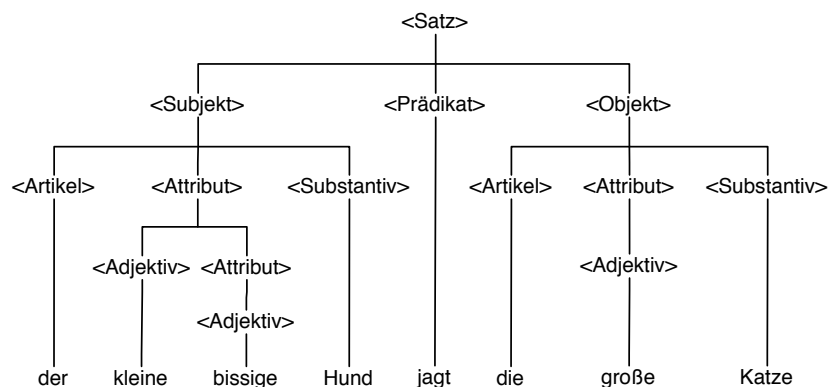 <Satz>
<Subjekt> <Prädikat> <Objekt>
<Artikel> <Attribut> <Substantiv> <Artikel> <Attribut> <Substantiv>
<Adjektiv> <Attribut> <Adjektiv>
<Adjektiv>
der kleine bissige Hund jagt die große Katze